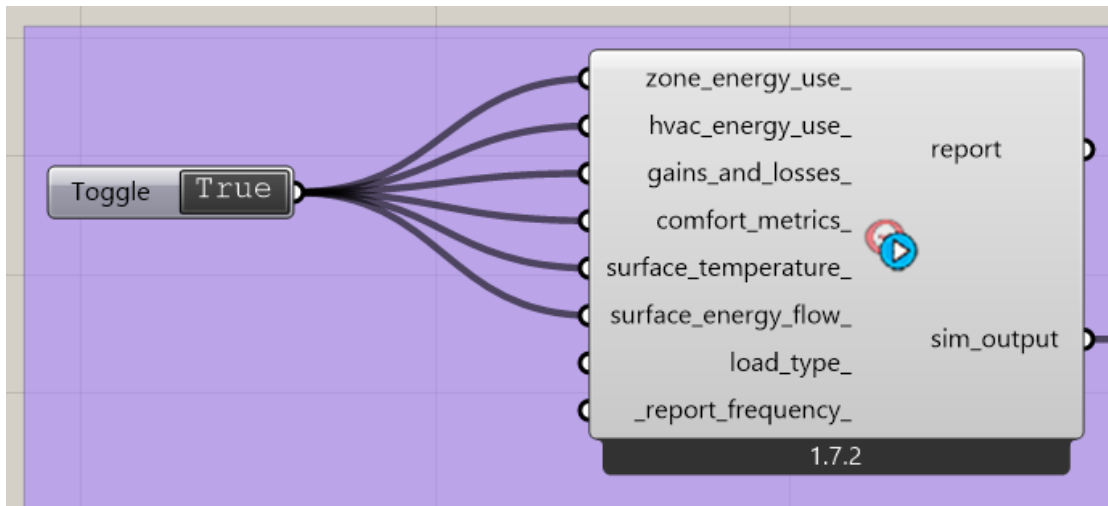 Toggle True
zone_energy_use_
hvac_energy_use_
gains_and_losses_
comfort_metrics_
surface_temperature_
surface_energy_flow_
load_type_
_report_frequency_
report
sim_output
1.7.2